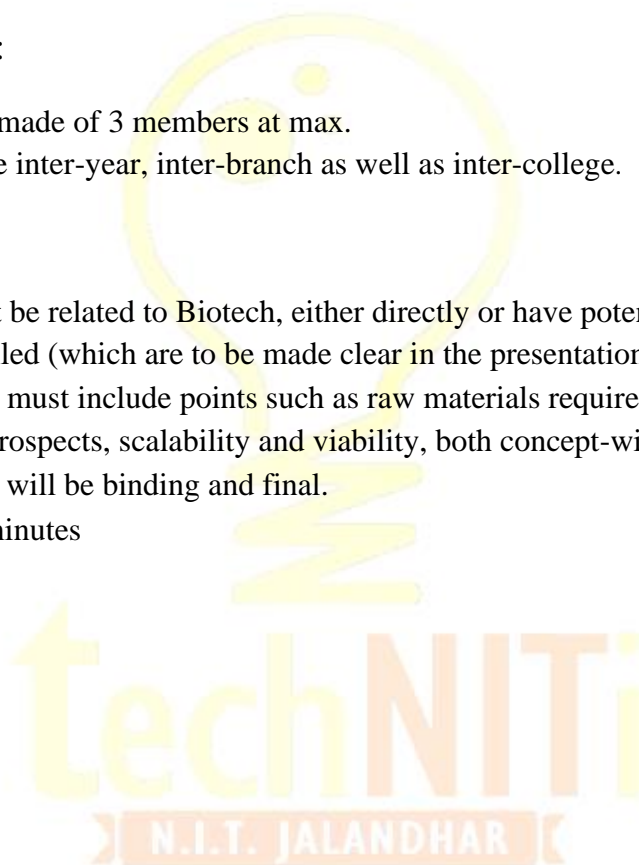 :
made of 3 members at max.
e inter-year, inter-branch as well as inter-college.
t be related to Biotech, either directly or have poten
led (which are to be made clear in the presentation
must include points such as raw materials require
rospects, scalability and viability, both concept-wi
will be binding and final.
ninutes
techNITi
N.I.T. JALANDHAR